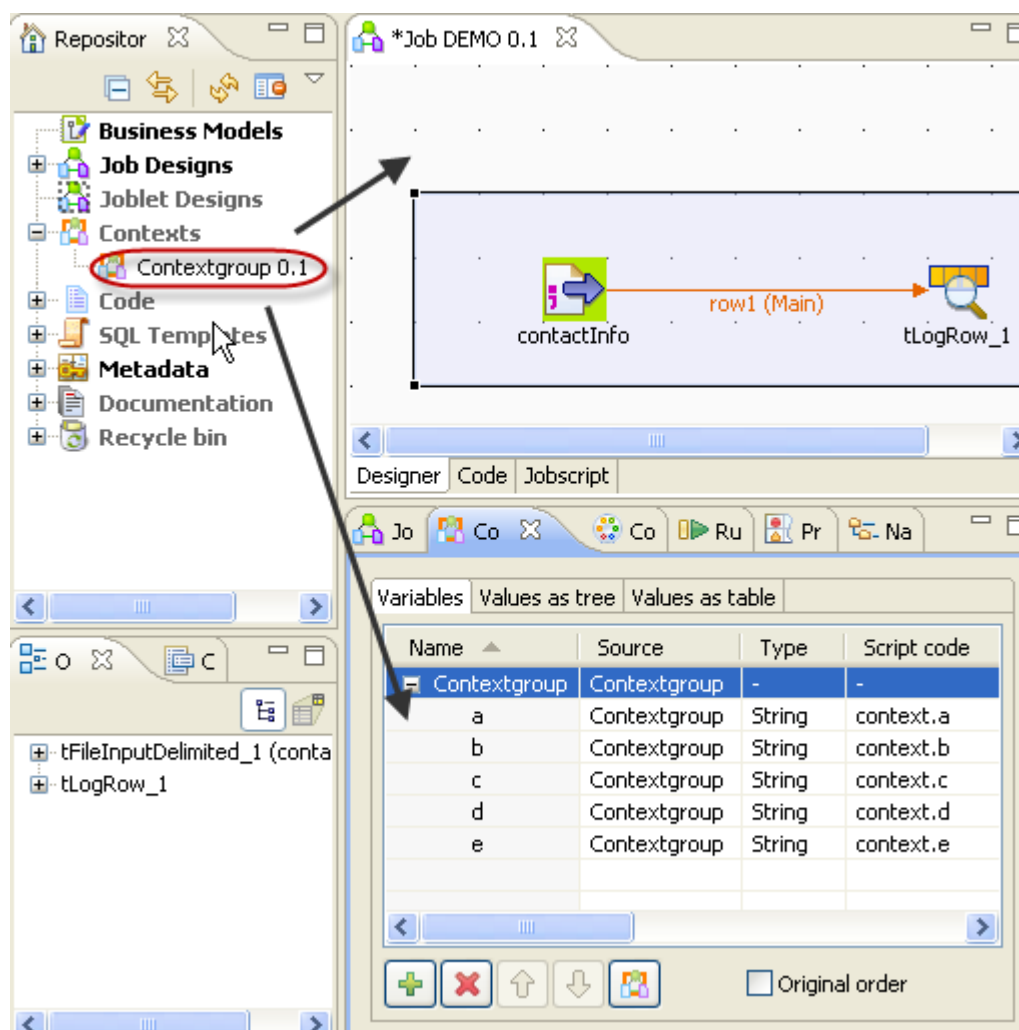 Repositor
Business Models
Job Designs
Joblet Designs
Contexts
Contextgroup 0.1
Code
SQL Templates
Metadata
Documentation
Recycle bin
*Job DEMO 0.1
contactInfo
row1 (Main)
tLogRow_1
Designer Code Jobscript
Jo Co Co Ru Pr Na
Variables Values as tree Values as table
Name Source Type Script code
Contextgroup Contextgroup - -
a Contextgroup String context.a
b Contextgroup String context.b
c Contextgroup String context.c
d Contextgroup String context.d
e Contextgroup String context.e
Original order
O C
tFileInputDelimited_1 (conta
tLogRow_1